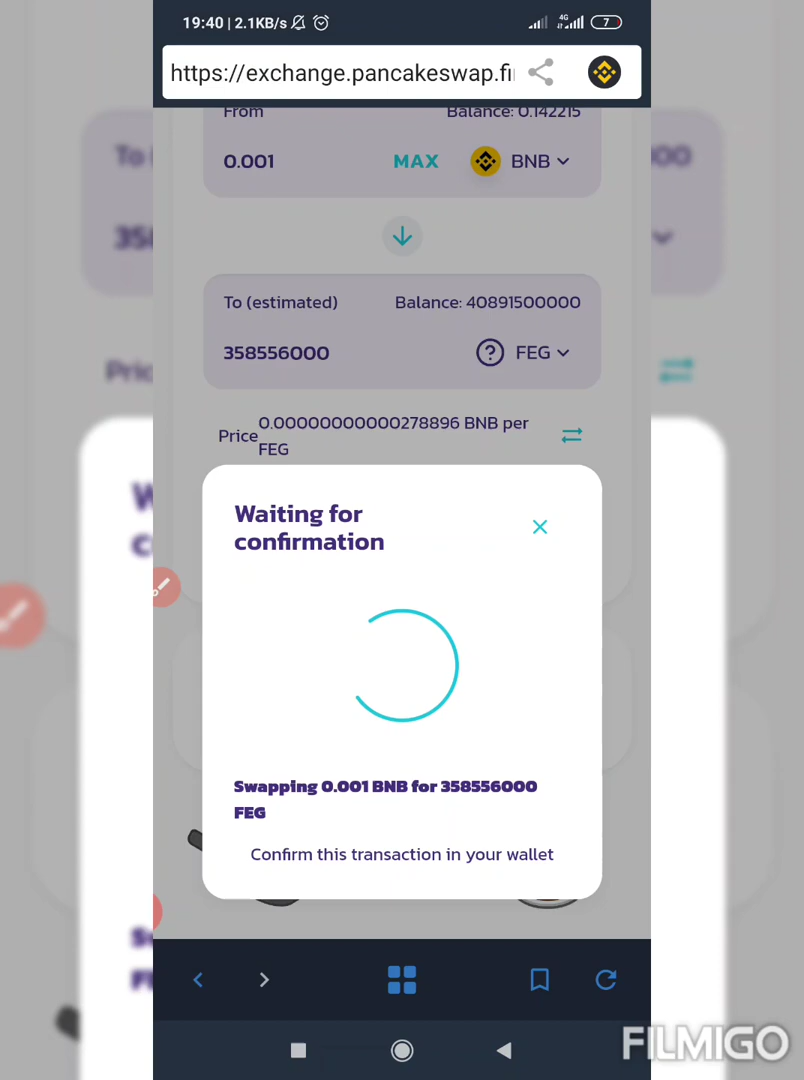 19:40 | 2.1KB/s 4G 7
https://exchange.pancakeswap.fi
From Balance: 0.142215
0.001 MAX BNB
To (estimated) Balance: 40891500000
358556000 ? FEG
Price 0.00000000000278896 BNB per
FEG
Waiting for
confirmation
Swapping 0.001 BNB for 358556000
FEG
Confirm this transaction in your wallet
FILMIGO